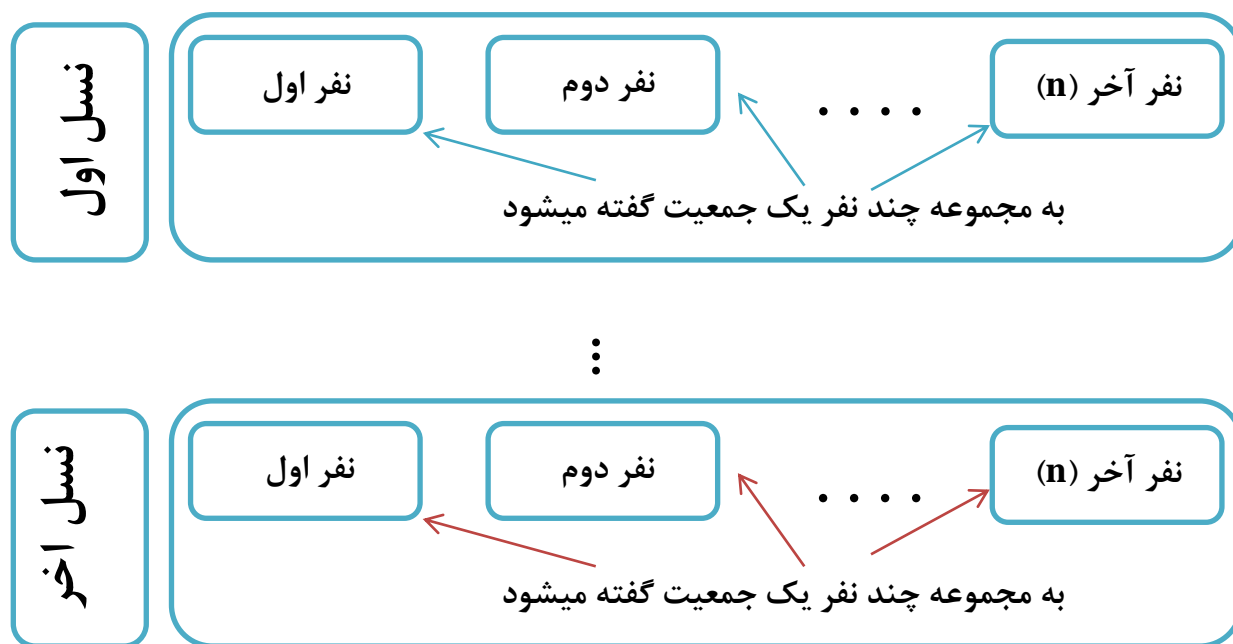 نسل اول
نفر اول
نفر دوم
. . . .
نفر آخر (n)
به مجموعه چند نفر یک جمعیت گفته میشود
نسل اخر
نفر اول
نفر دوم
. . . .
نفر آخر (n)
به مجموعه چند نفر یک جمعیت گفته میشود